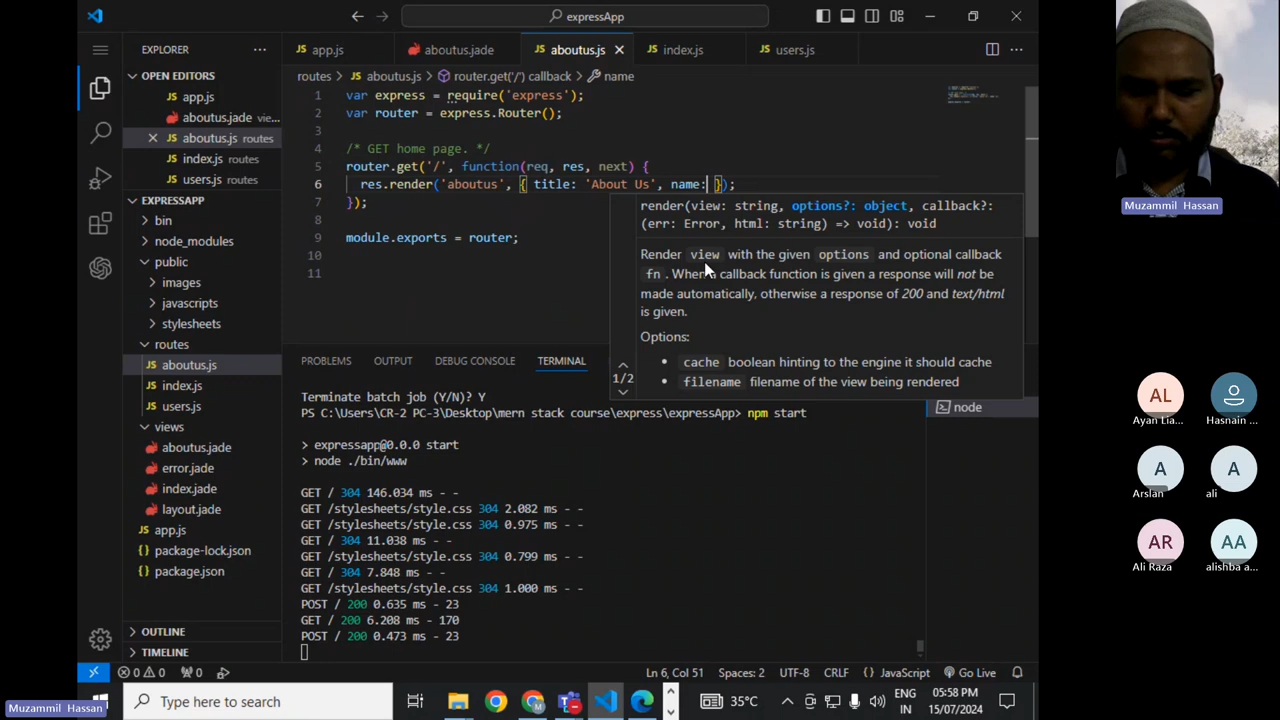 expressApp
EXPLORER
app.js
aboutus.jade
aboutus.js
index.js
users.js
OPEN EDITORS
app.js
aboutus.jade vie...
aboutus.js routes
index.js routes
users.js routes
EXPRESSAPP
bin
node_modules
public
images
javascripts
stylesheets
routes
aboutus.js
index.js
users.js
views
aboutus.jade
error.jade
index.jade
layout.jade
app.js
package-lock.json
package.json
OUTLINE
TIMELINE
routes > aboutus.js > router.get('/') callback > name
1 var express = require('express');
2 var router = express.Router();
3
4 /* GET home page. */
5 router.get('/', function(req, res, next) {
6 res.render('aboutus', { title: 'About Us', name: });
7 });
8
9 module.exports = router;
10
11
render(view: string, options?: object, callback?:
(err: Error, html: string) => void): void
Render view with the given options and optional callback
fn . When a callback function is given a response will not be
made automatically, otherwise a response of 200 and text/html
is given.
Options:
• cache boolean hinting to the engine it should cache
1/2
• filename filename of the view being rendered
PROBLEMS OUTPUT DEBUG CONSOLE TERMINAL
node
Terminate batch job (Y/N)? Y
PS C:\Users\CR-2 PC-3\Desktop\mern stack course\express\expressApp> npm start
> expressapp@0.0.0 start
> node ./bin/www
GET / 304 146.034 ms - -
GET /stylesheets/style.css 304 2.082 ms - -
GET /stylesheets/style.css 304 0.975 ms - -
GET / 304 11.038 ms - -
GET /stylesheets/style.css 304 0.799 ms - -
GET / 304 7.848 ms - -
GET /stylesheets/style.css 304 1.000 ms - -
POST / 200 0.635 ms - 23
GET / 200 6.208 ms - 170
POST / 200 0.473 ms - 23
0 0 0 Ln 6, Col 51 Spaces: 2 UTF-8 CRLF {} JavaScript Go Live
Type here to search
35°C
ENG
IN
05:58 PM
15/07/2024
Muzammil Hassan
Muzammil Hassan
AL
Ayan Lia...
Hasnain ...
A
Arslan
A
ali
AR
Ali Raza
AA
alishba a...